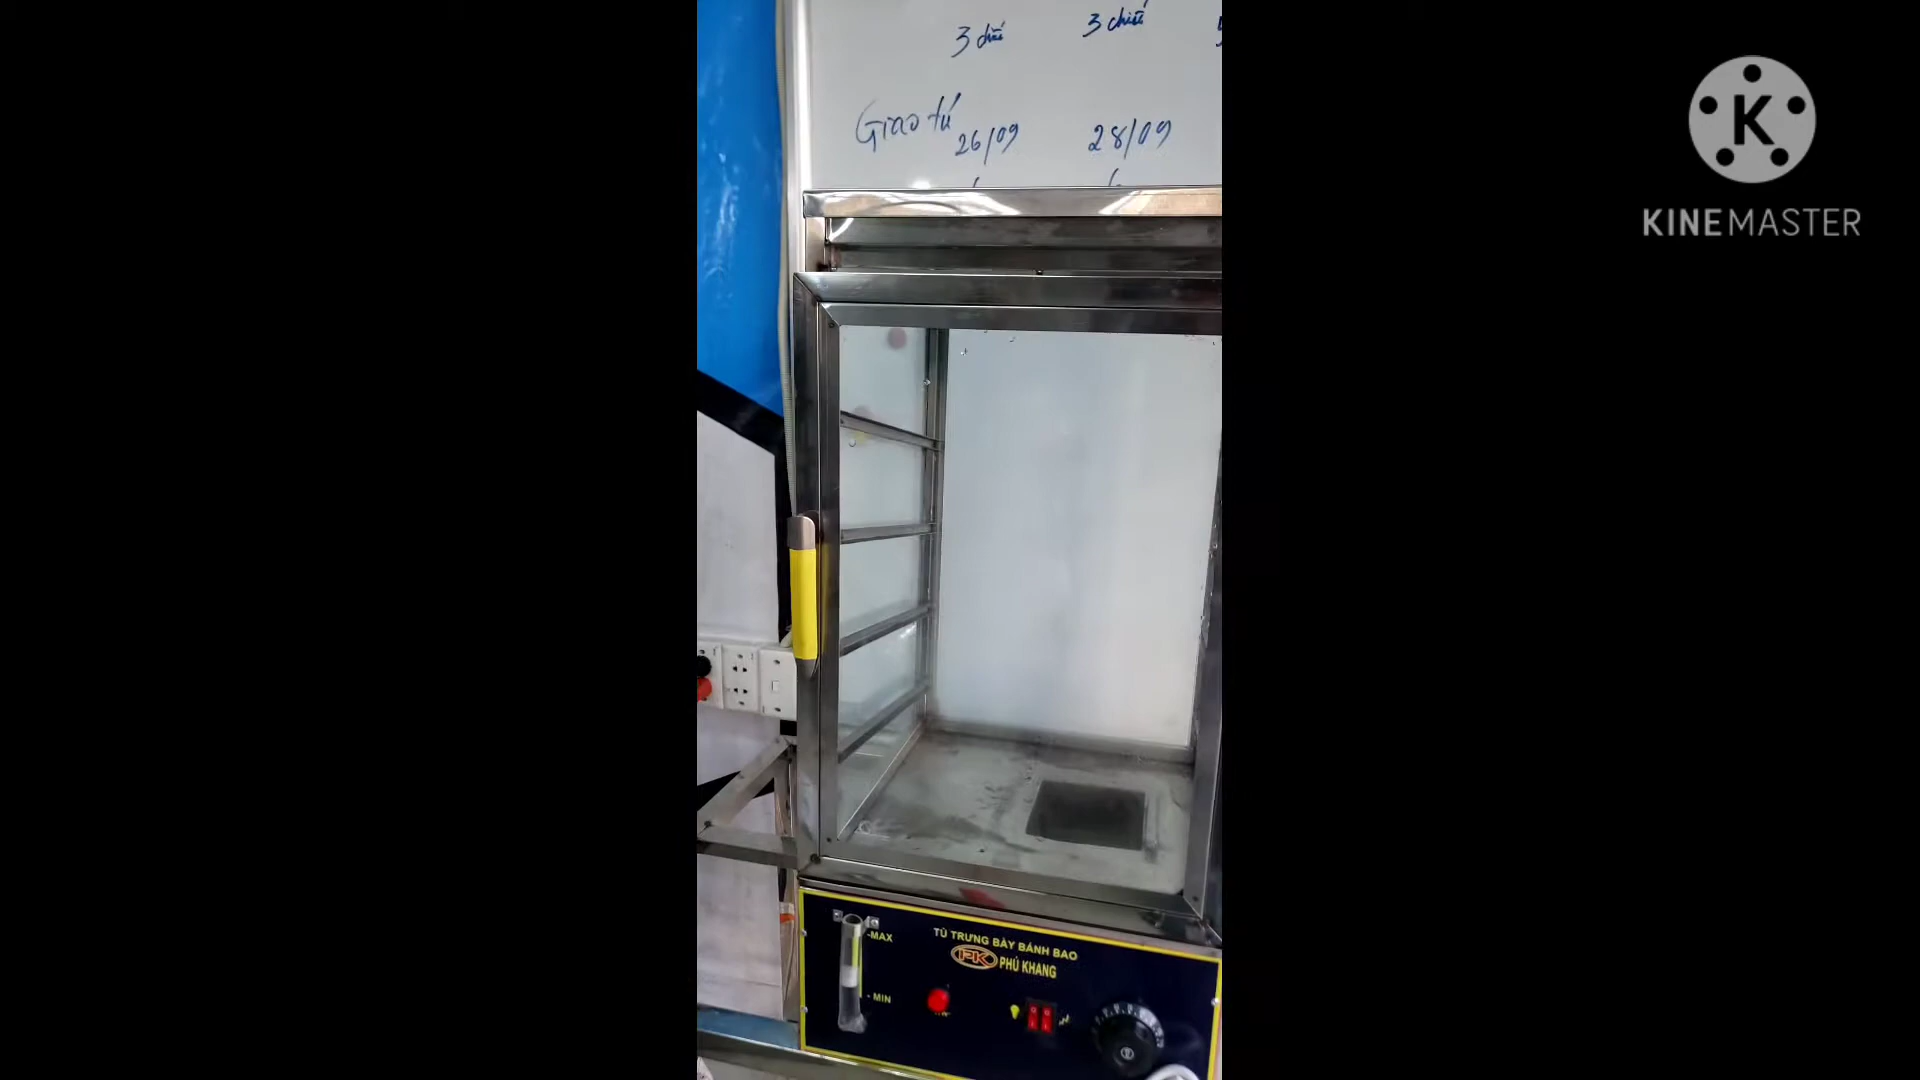 3 chiếc
3 chiếc
Giao tủ
26/09
28/09
KINEMASTER
-MAX
- MIN
TỦ TRƯNG BÀY BÁNH BAO
PK PHÚ KHANG